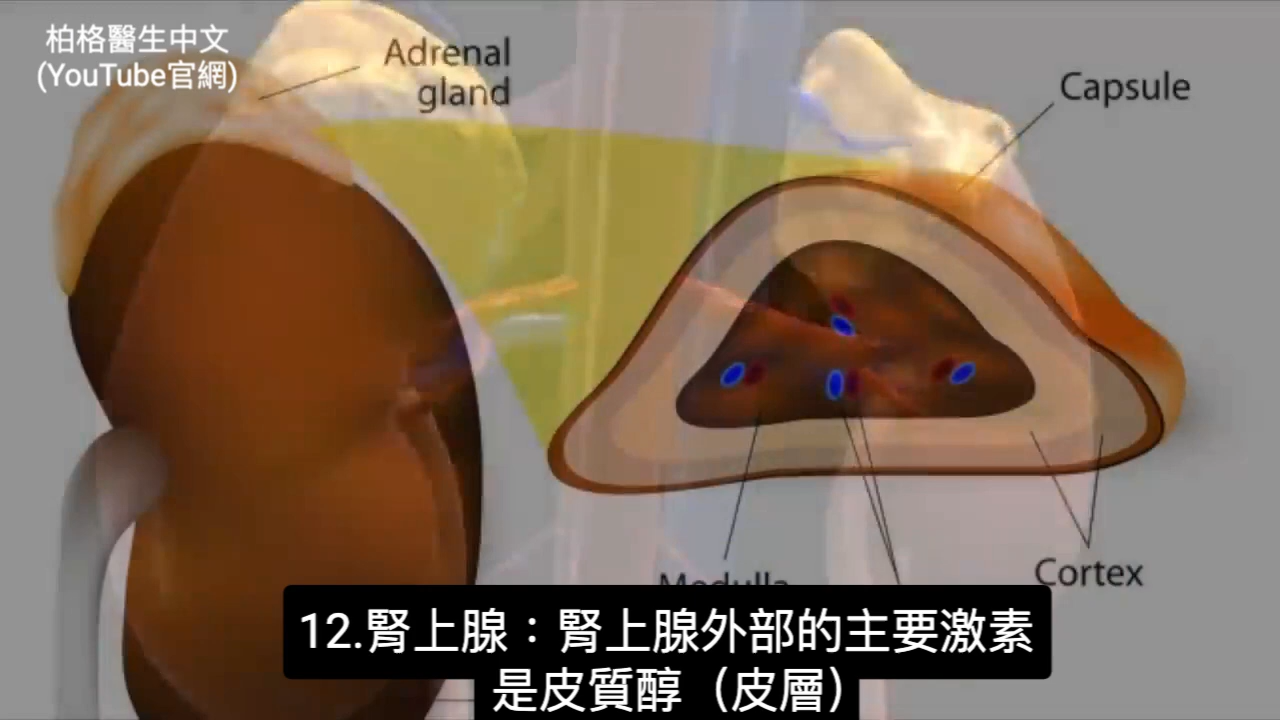 柏格醫生中文
(YouTube官網)
Adrenal
gland
Capsule
Medulla
Cortex
12.腎上腺：腎上腺外部的主要激素
是皮質醇（皮層）